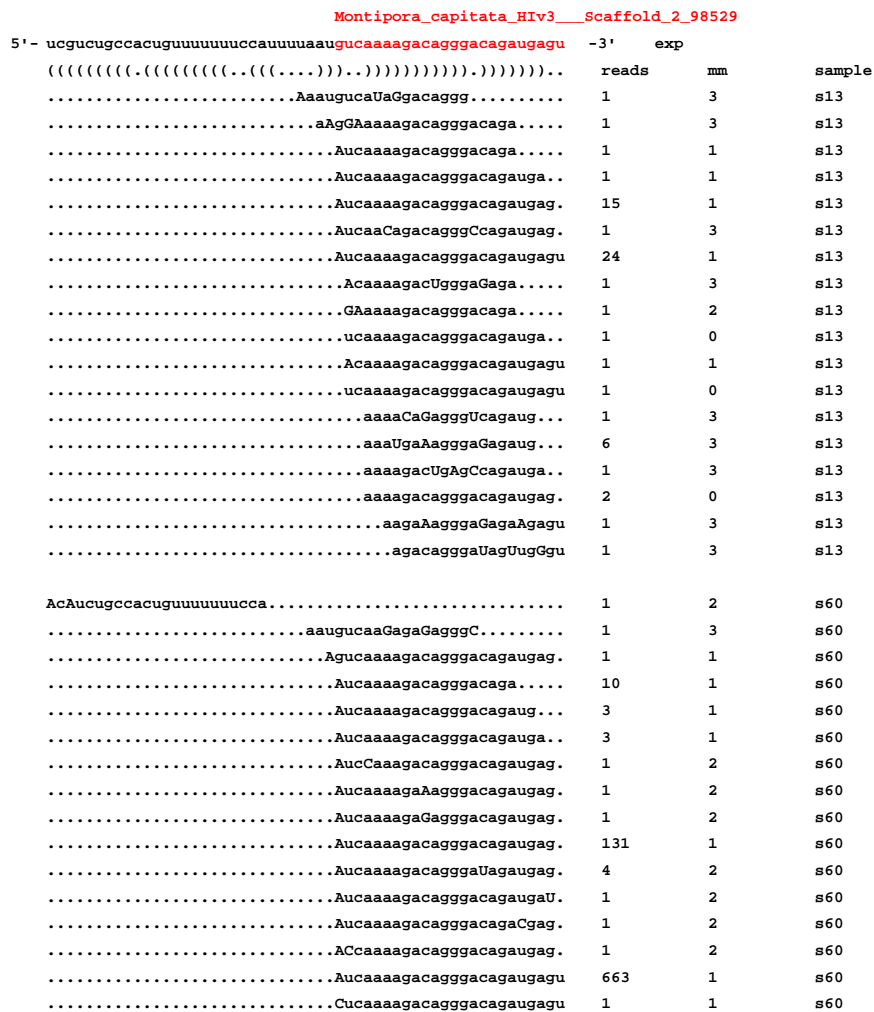 Montipora_capitata_HIv3___Scaffold_2_98529
5'- ucgucugccacuguuuuuuuccauuuuaaugucaaaagacagggacagaugagu -3' exp
(((((((((.(((((((((..(((....)))..))))))))))).))))))).. reads mm sample
..........................AaaugucaUaGgacaggg.......... 1 3 s13
............................aAgGAaaaagacagggacaga..... 1 3 s13
..............................Aucaaaagacagggacaga..... 1 1 s13
..............................Aucaaaagacagggacagauga.. 1 1 s13
..............................Aucaaaagacagggacagaugag. 15 1 s13
..............................AucaaCagacagggCcagaugag. 1 3 s13
..............................Aucaaaagacagggacagaugagu 24 1 s13
...............................AcaaaagacUgggaGaga..... 1 3 s13
...............................GAaaaagacagggacaga..... 1 2 s13
...............................ucaaaagacagggacagauga.. 1 0 s13
...............................Acaaaagacagggacagaugagu 1 1 s13
...............................ucaaaagacagggacagaugagu 1 0 s13
.................................aaaaCaGagggUcagaug... 1 3 s13
.................................aaaUgaAagggaGagaug... 6 3 s13
.................................aaaagacUgAgCcagauga.. 1 3 s13
.................................aaaagacagggacagaugag. 2 0 s13
...................................aagaAagggaGagaAgagu 1 3 s13
....................................agacagggaUagUugGgu 1 3 s13
AcAucugccacuguuuuuuucca............................... 1 2 s60
...........................aaugucaaGagaGagggC......... 1 3 s60
.............................Agucaaaagacagggacagaugag. 1 1 s60
..............................Aucaaaagacagggacaga..... 10 1 s60
..............................Aucaaaagacagggacagaug... 3 1 s60
..............................Aucaaaagacagggacagauga.. 3 1 s60
..............................AucCaaagacagggacagaugag. 1 2 s60
..............................AucaaaagaAagggacagaugag. 1 2 s60
..............................AucaaaagaGagggacagaugag. 1 2 s60
..............................Aucaaaagacagggacagaugag. 131 1 s60
..............................AucaaaagacagggaUagaugag. 4 2 s60
..............................Aucaaaagacagggacagaugau. 1 2 s60
..............................AucaaaagacagggacagaCgag. 1 2 s60
..............................ACcaaaagacagggacagaugag. 1 2 s60
..............................Aucaaaagacagggacagaugagu 663 1 s60
..............................Cucaaaagacagggacagaugagu 1 1 s60